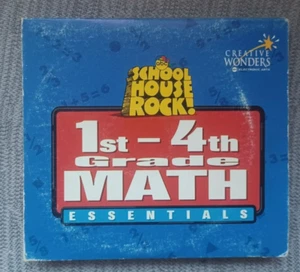 CREATIVE
WONDERS
SCHOOL
HOUSE
ROCK!
1st - 4th
Grade
MATH
ESSENTIALS